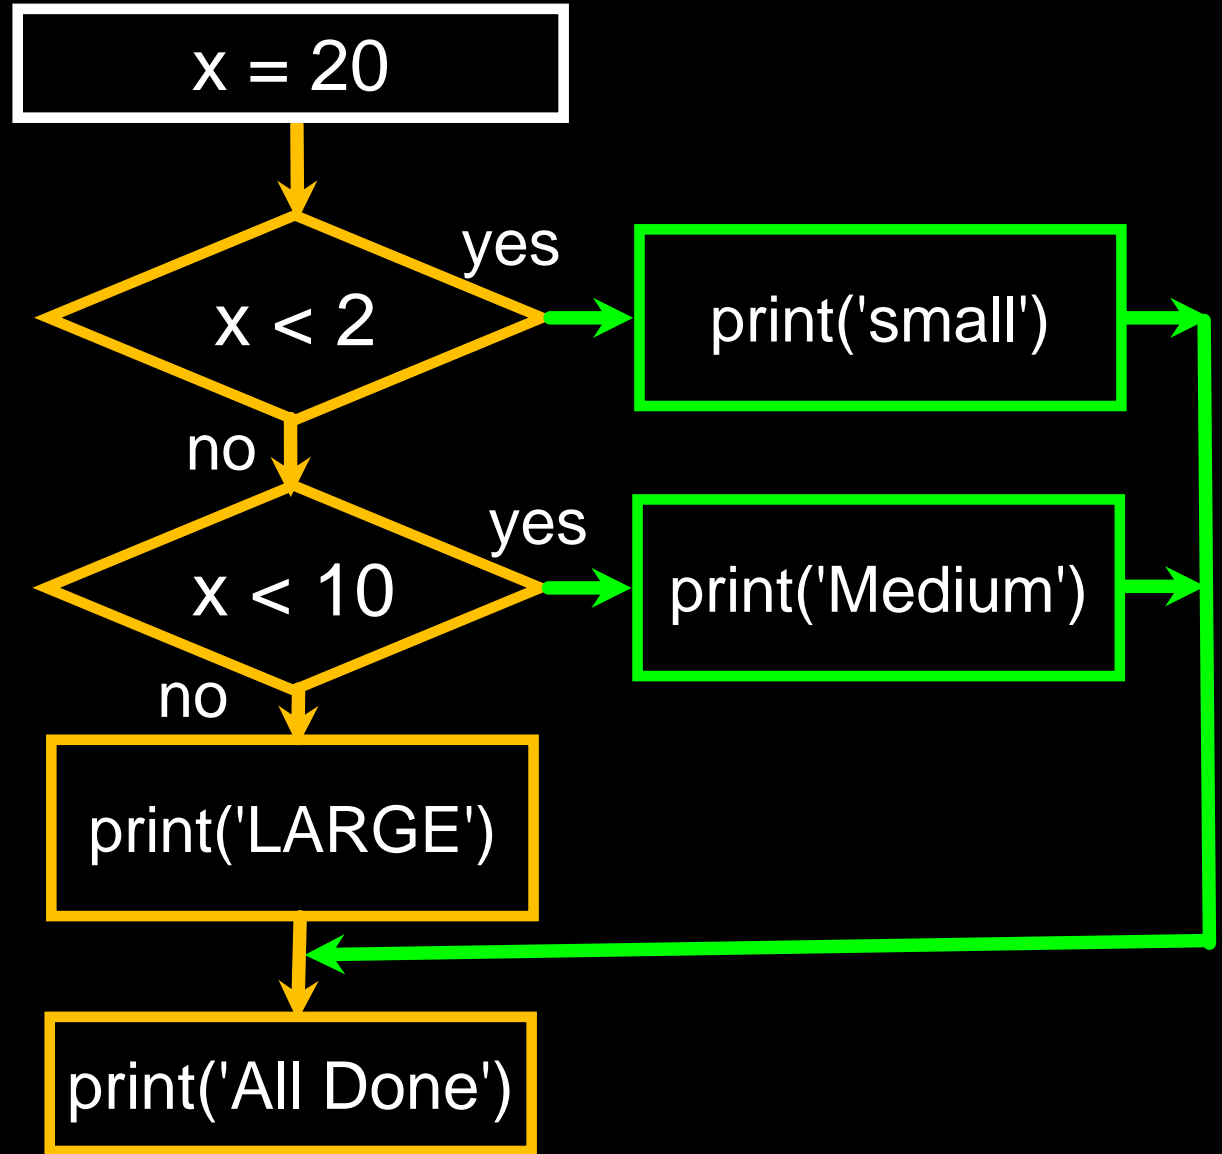 x = 20
yes
x < 2
print('small')
no
yes
x < 10
print('Medium')
no
print('LARGE')
print('All Done')